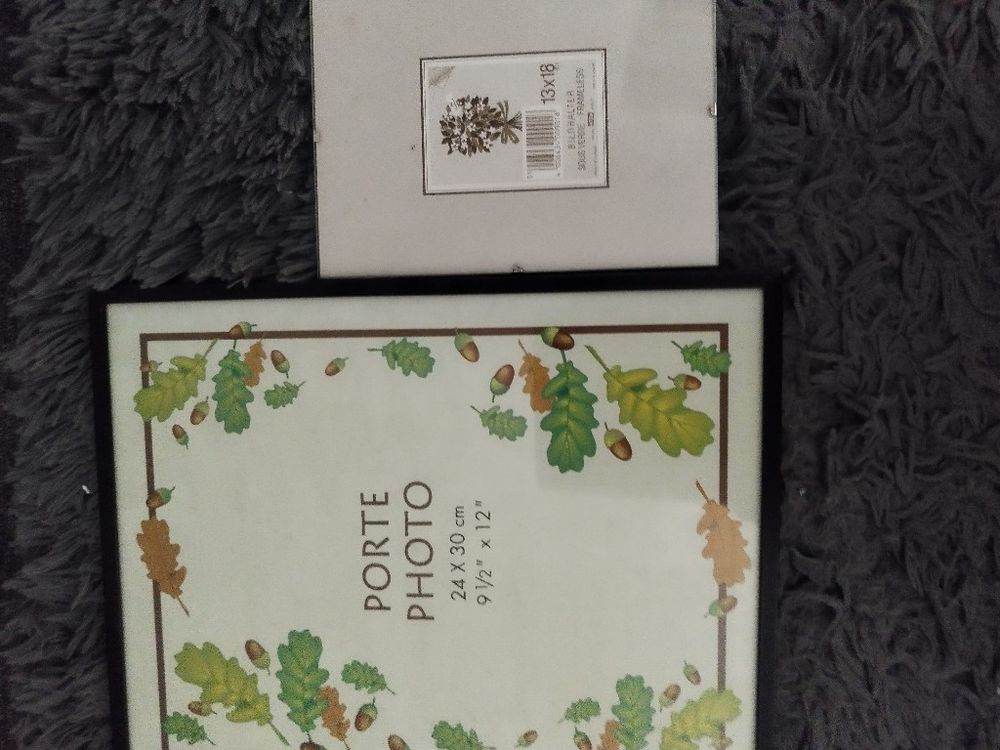 13x18
BILDHALTER
SOUS VERRE FRAMELESS
PORTE
PHOTO
24 X 30 cm
9 1/2" x 12"